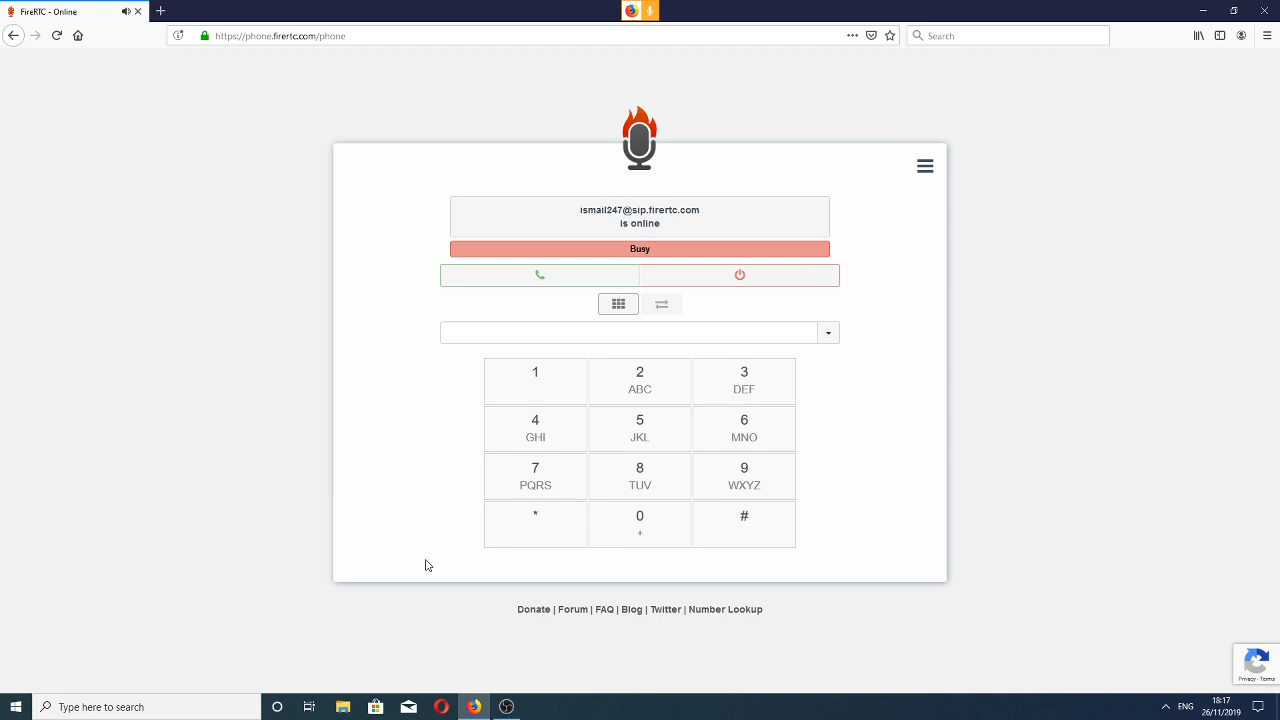 FireRTC - Online
https://phone.firertc.com/phone
Search
ismail247@sip.firertc.com
is online
Busy
1
2
ABC
3
DEF
4
GHI
5
JKL
6
MNO
7
PQRS
8
TUV
9
WXYZ
*
0
+
#
Donate | Forum | FAQ | Blog | Twitter | Number Lookup
Privacy - Terms
Type here to search
ENG
18:17
26/11/2019